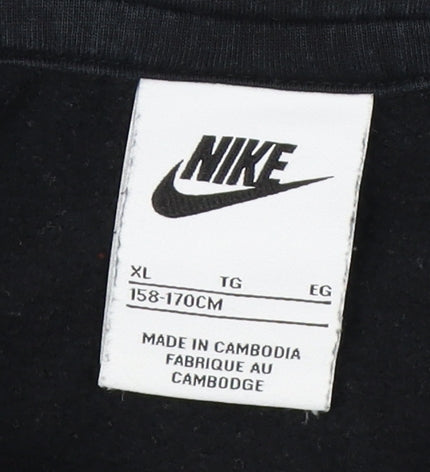 NIKE
XL TG EG
158-170CM
MADE IN CAMBODIA
FABRIQUE AU
CAMBODGE